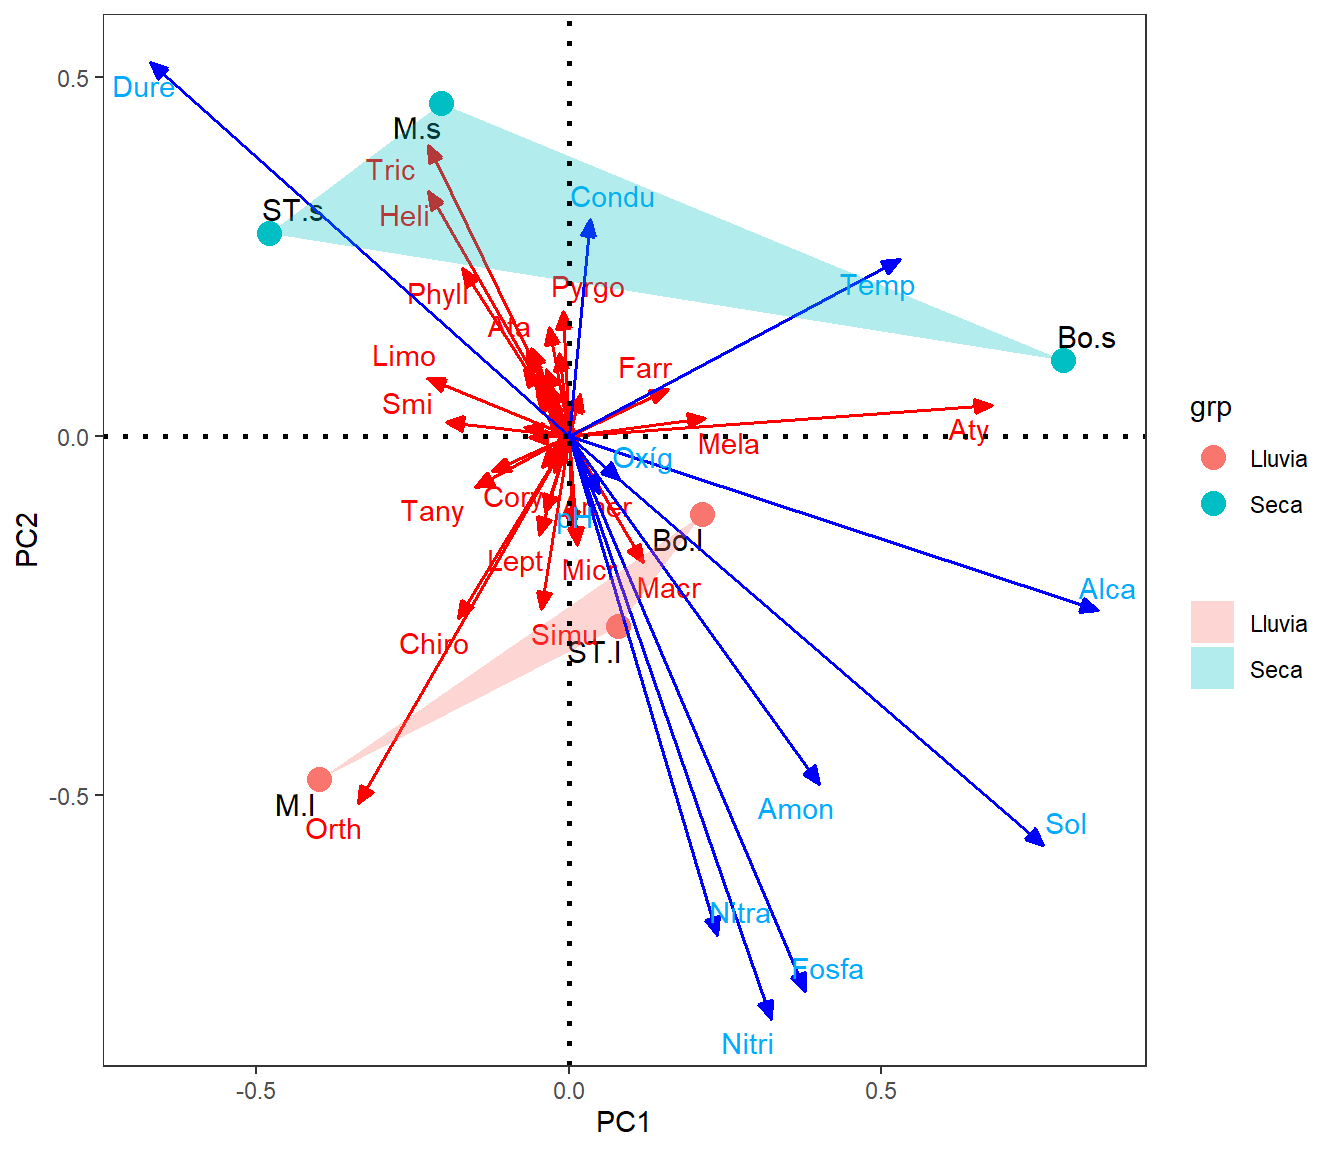 0.5
0.0
-0.5
PC2
Dure
M.s
Tric
ST.s
Heli
Condu
Phyll
Pyrgo
Temp
Ata
Bo.s
Limo
Farr
Smi
Aty
Mela
Oxíg
Cory
Tany
pH
Bo.l
Lept
Micr
Macr
Alca
Simu
Chiro
ST.l
M.l
Orth
Amon
Sol
Nitra
Fosfa
Nitri
-0.5
0.0
0.5
PC1
grp
Lluvia
Seca
Lluvia
Seca